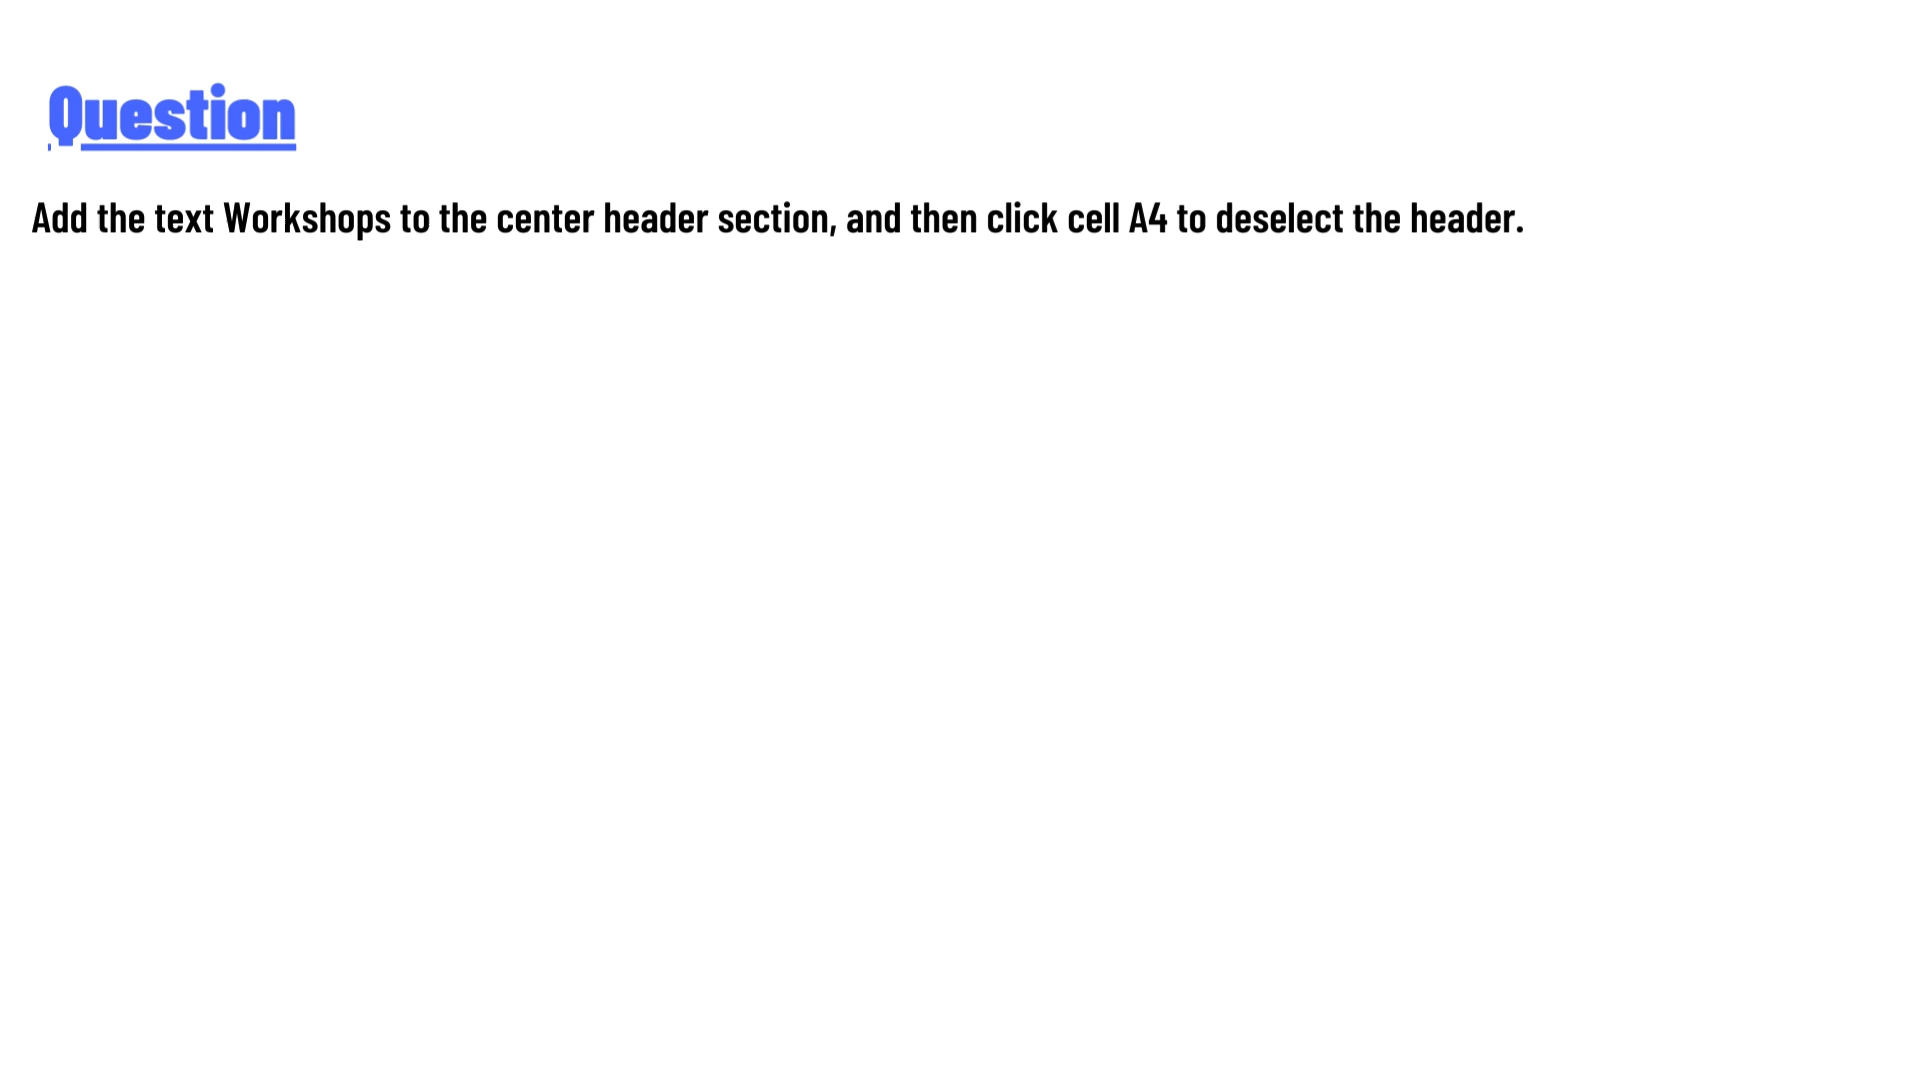 Question
Add the text Workshops to the center header section, and then click cell A4 to deselect the header.